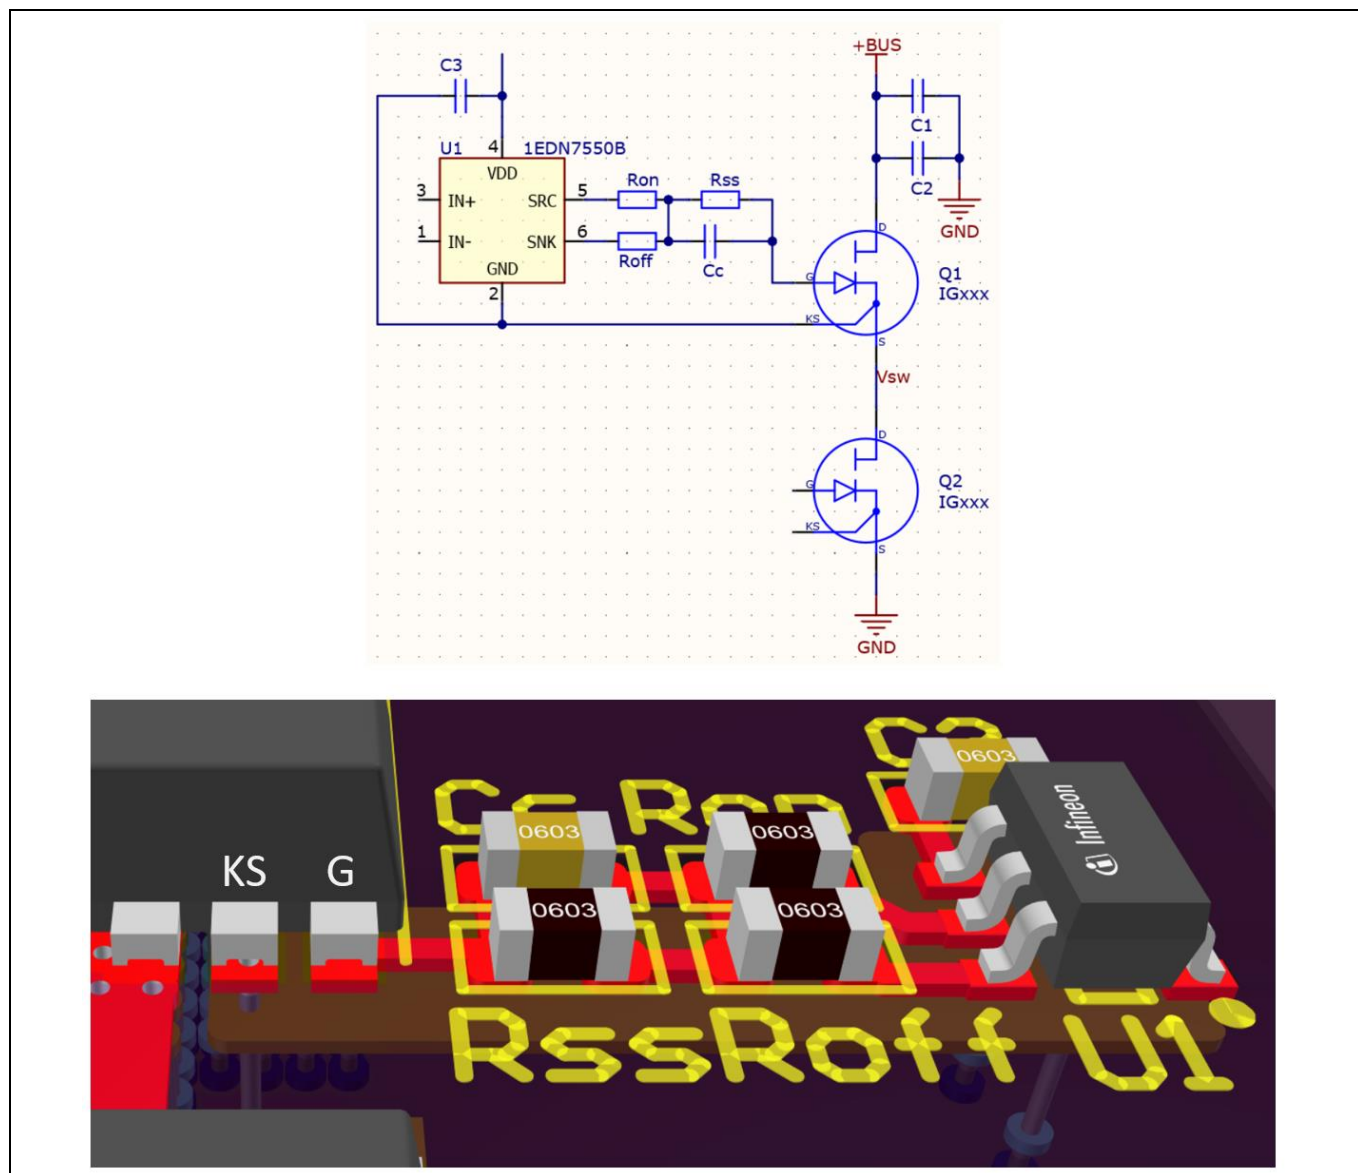 +BUS
C3
C1
U1 4 1EDN7550B
VDD
C2
3 IN+ SRC 5 Ron Rss
D
GND
1 IN- SNK 6 Roff Cc
GND
G
Q1
IGxxx
2
KS
S
Vsw
D
G
Q2
IGxxx
KS
S
GND
C3
0603
Infineon
Cc Ron
0603 0603
KS G
0603 0603
Rss Roff U1